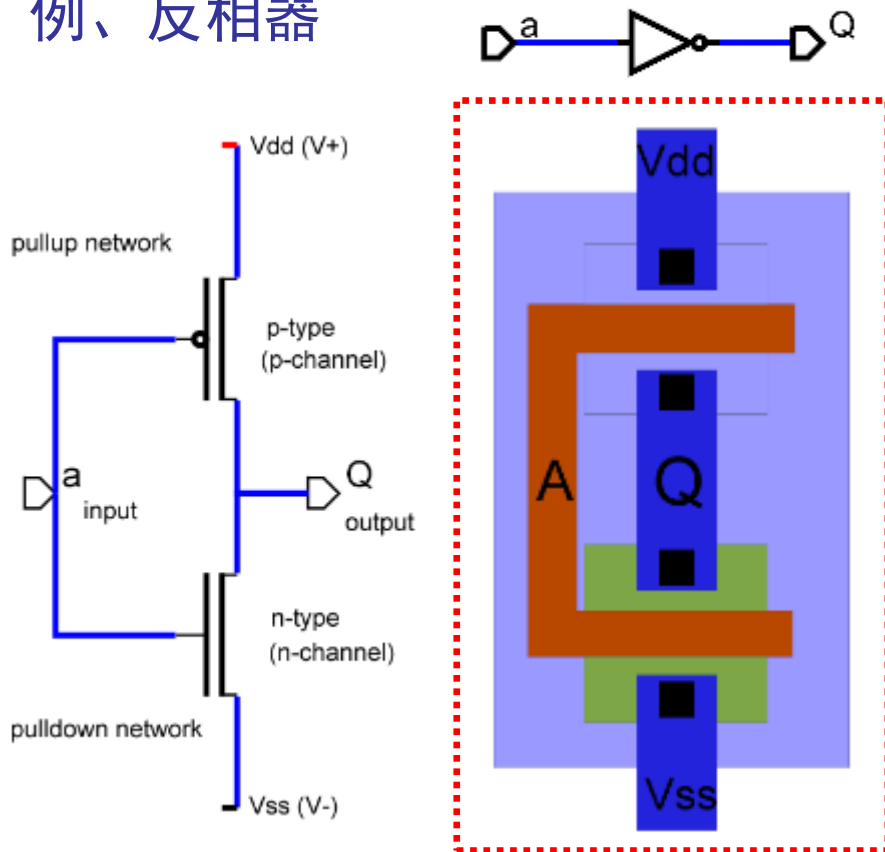 例、反相器
a
Q
Vdd (V+)
pullup network
p-type
(p-channel)
a
input
Q
output
n-type
(n-channel)
pulldown network
Vss (V-)
Vdd
A
Q
Vss